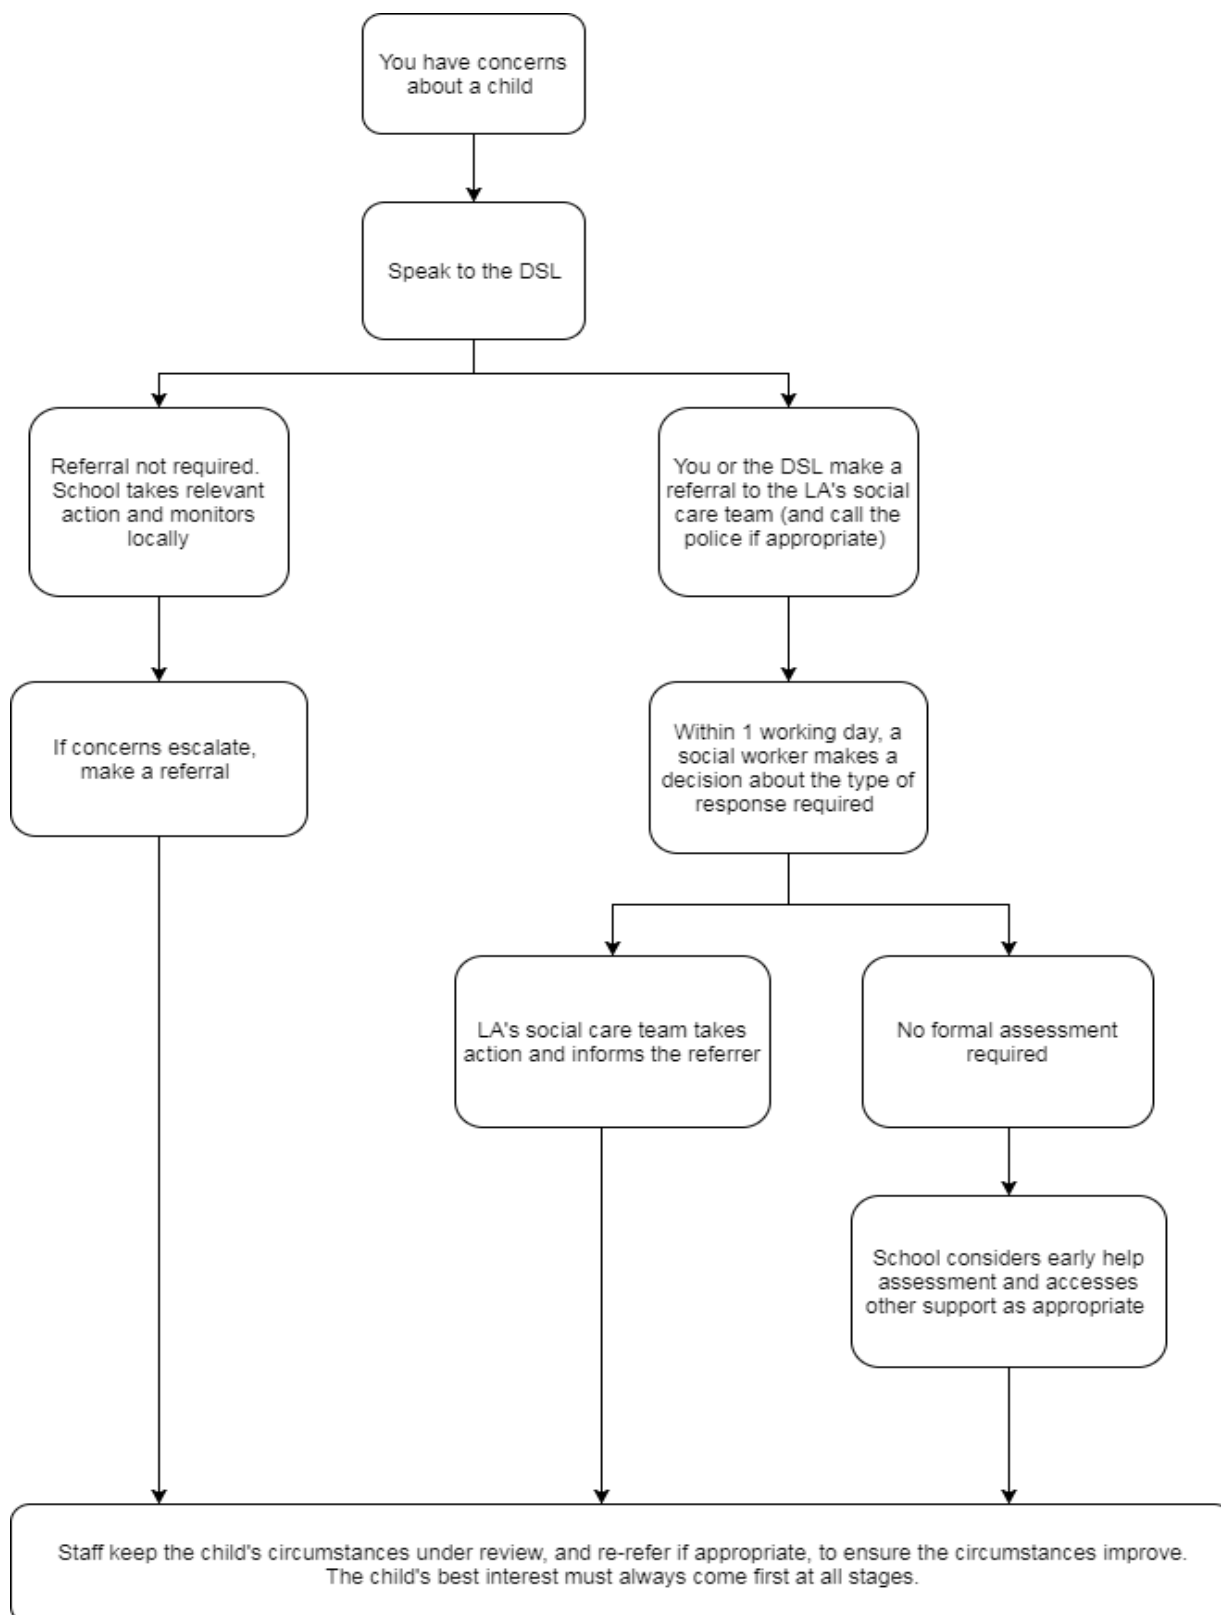 You have concerns
about a child
Speak to the DSL
Referral not required.
School takes relevant
action and monitors
locally
You or the DSL make a
referral to the LA's social
care team (and call the
police if appropriate)
If concerns escalate,
make a referral
Within 1 working day, a
social worker makes a
decision about the type of
response required
LA's social care team takes
action and informs the referrer
No formal assessment
required
School considers early help
assessment and accesses
other support as appropriate
Staff keep the child's circumstances under review, and re-refer if appropriate, to ensure the circumstances improve.
The child's best interest must always come first at all stages.